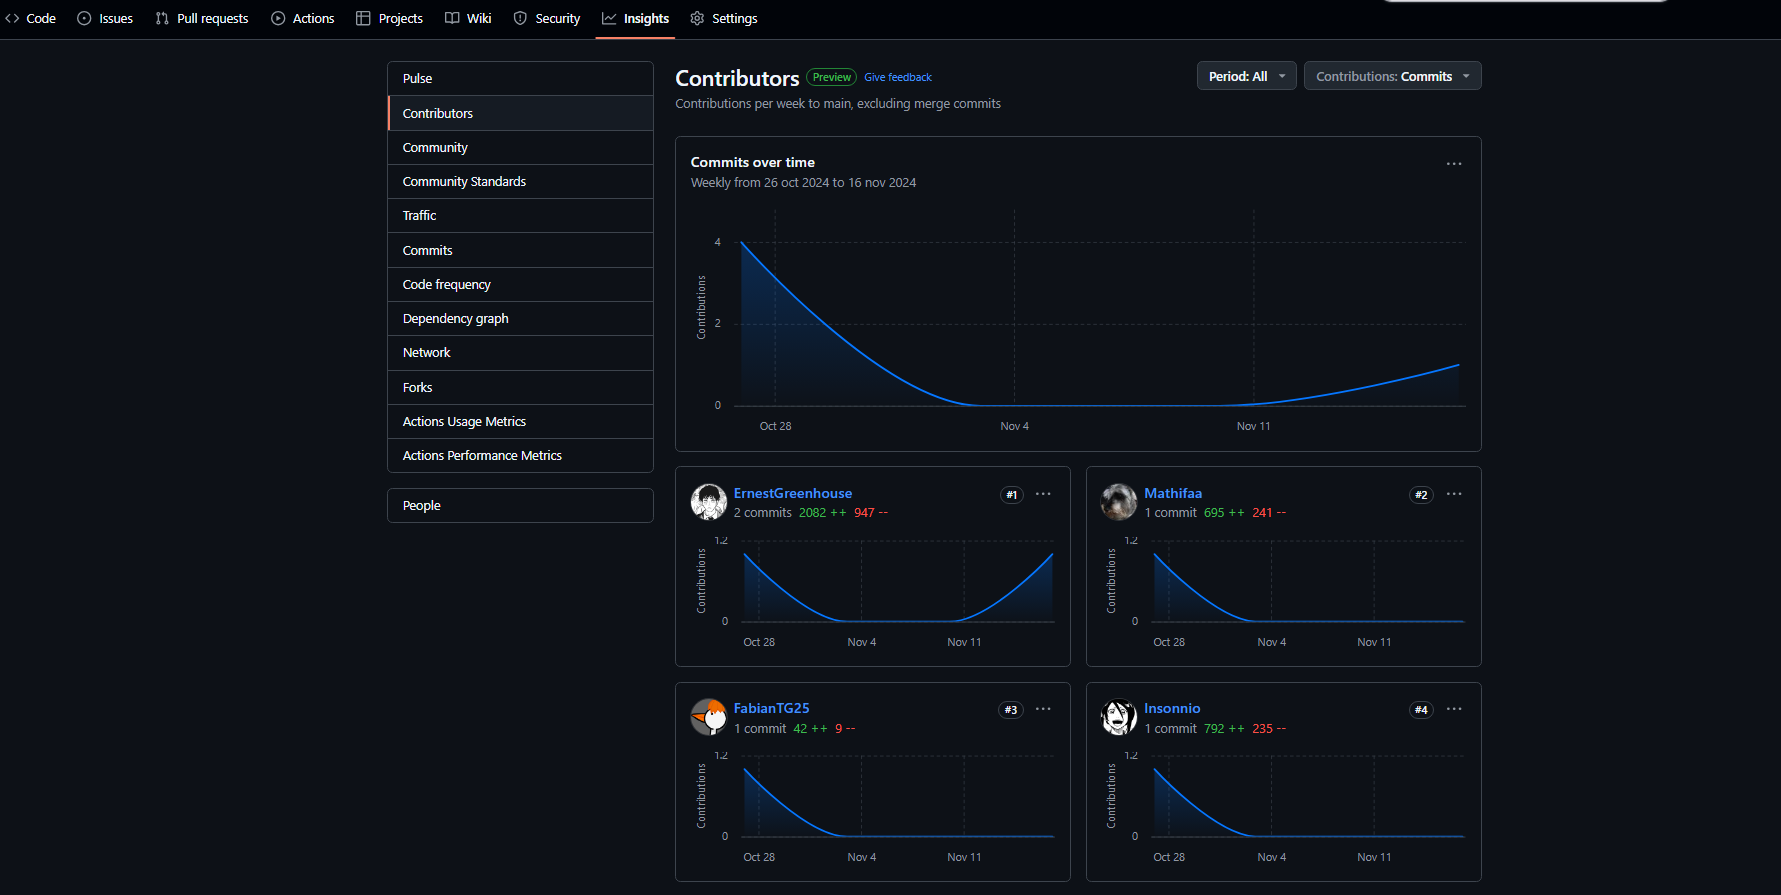 Code Issues Pull requests Actions Projects Wiki Security Insights Settings
Pulse
Contributors
Community
Community Standards
Traffic
Commits
Code frequency
Dependency graph
Network
Forks
Actions Usage Metrics
Actions Performance Metrics
People
Contributors Preview Give feedback
Period: All
Contributions: Commits
Contributions per week to main, excluding merge commits
Commits over time
Weekly from 26 oct 2024 to 16 nov 2024
Contributions
4
2
0
Oct 28 Nov 4 Nov 11
ErnestGreenhouse #1
2 commits 2082 ++ 947 --
Contributions
1.2
0
Oct 28 Nov 4 Nov 11
Mathifaa #2
1 commit 695 ++ 241 --
Contributions
1.2
0
Oct 28 Nov 4 Nov 11
FabianTG25 #3
1 commit 42 ++ 9 --
Contributions
1.2
0
Oct 28 Nov 4 Nov 11
Insonnio #4
1 commit 792 ++ 235 --
Contributions
1.2
0
Oct 28 Nov 4 Nov 11